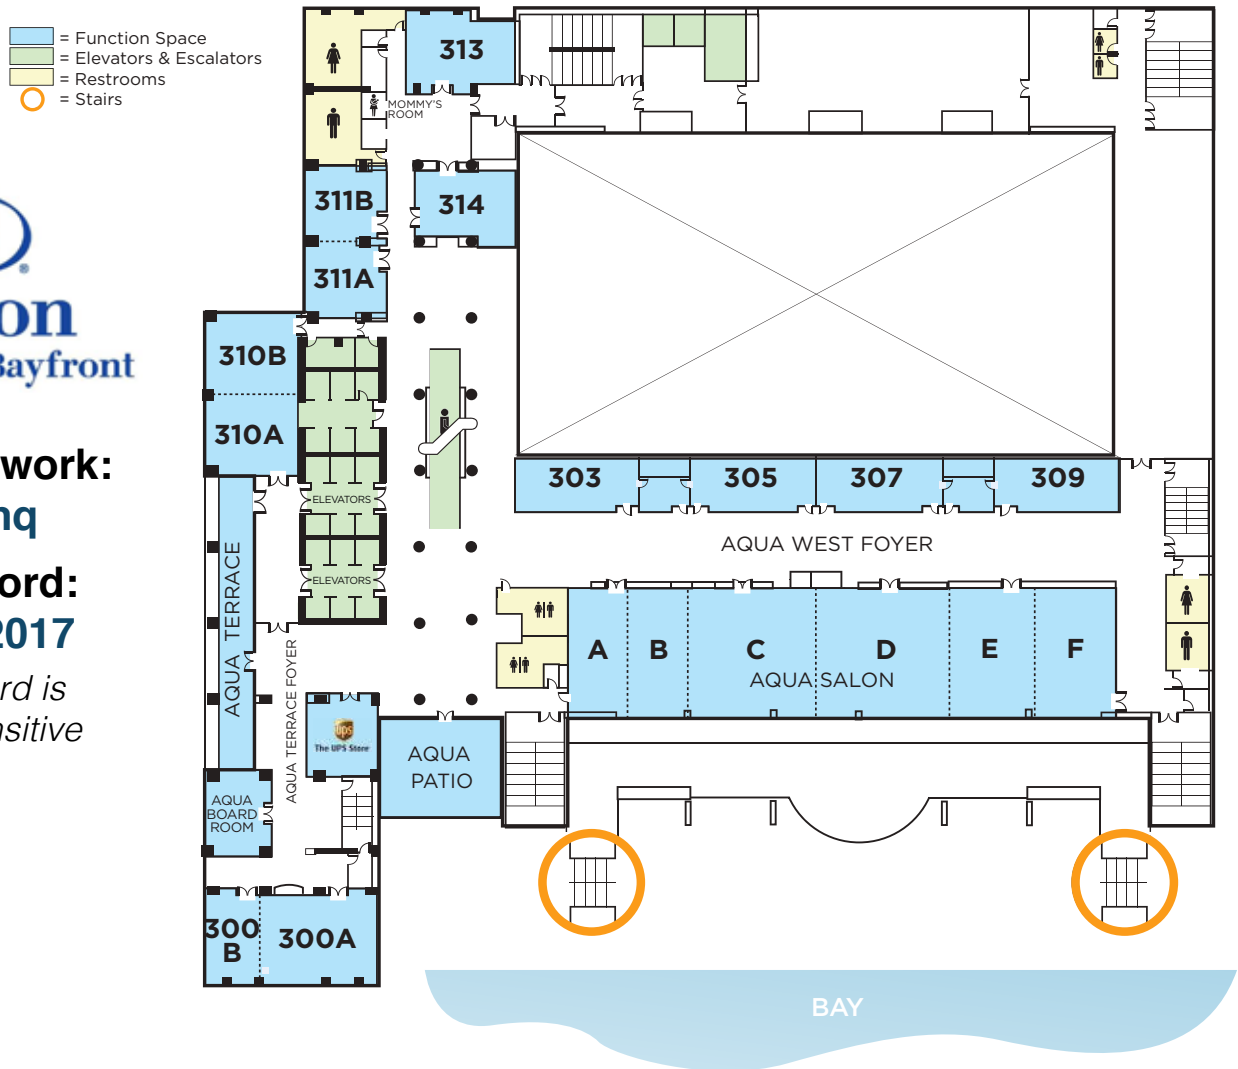 = Function Space
= Elevators & Escalators
= Restrooms
= Stairs
313
MOMMY'S
ROOM
311B
314
311A
®
on
Bayfront
310B
310A
work:
nq
ord:
2017
rd is
nsitive
ELEVATORS
ELEVATORS
303
305
307
309
AQUA WEST FOYER
AQUA TERRACE
AQUA TERRACE FOYER
A
B
C
D
E
F
AQUA SALON
ups
The UPS Store
AQUA
PATIO
AQUA
BOARD
ROOM
300
B
300A
BAY